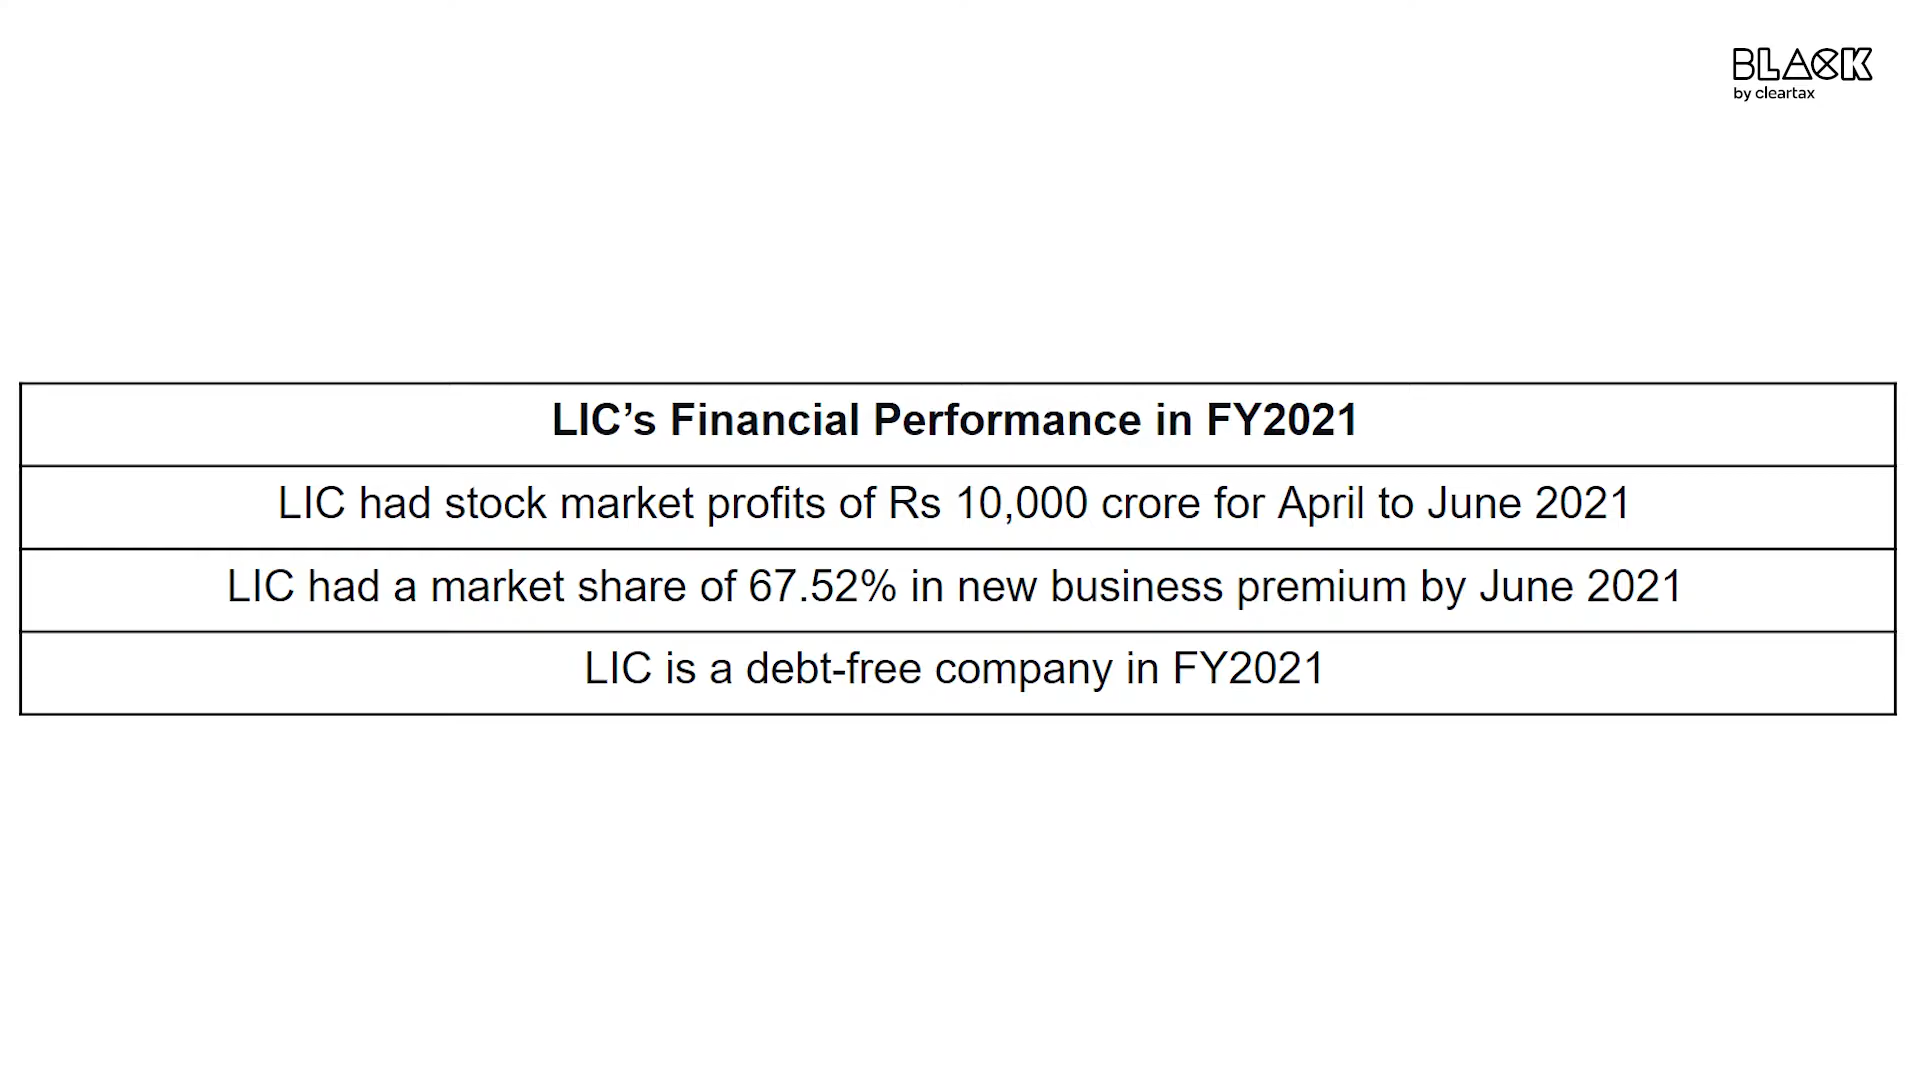 BLACK
by cleartax
LIC’s Financial Performance in FY2021
LIC had stock market profits of Rs 10,000 crore for April to June 2021
LIC had a market share of 67.52% in new business premium by June 2021
LIC is a debt-free company in FY2021